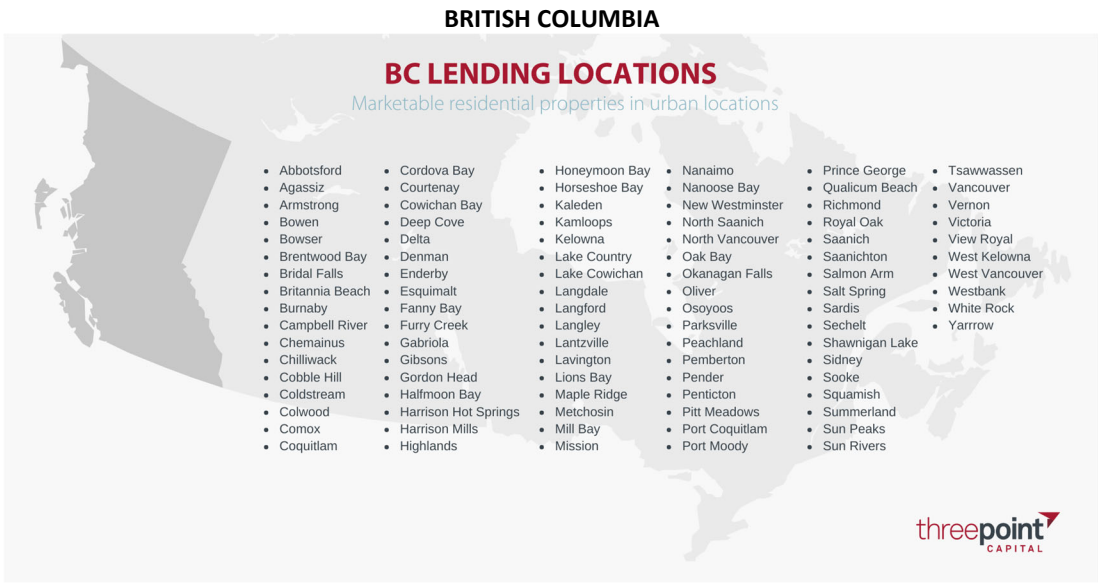 BRITISH COLUMBIA
BC LENDING LOCATIONS
Marketable residential properties in urban locations
• Abbotsford
• Agassiz
• Armstrong
• Bowen
• Bowser
• Brentwood Bay
• Bridal Falls
• Britannia Beach
• Burnaby
• Campbell River
• Chemainus
• Chilliwack
• Cobble Hill
• Coldstream
• Colwood
• Comox
• Coquitlam
• Cordova Bay
• Courtenay
• Cowichan Bay
• Deep Cove
• Delta
• Denman
• Enderby
• Esquimalt
• Fanny Bay
• Furry Creek
• Gabriola
• Gibsons
• Gordon Head
• Halfmoon Bay
• Harrison Hot Springs
• Harrison Mills
• Highlands
• Honeymoon Bay
• Horseshoe Bay
• Kaleden
• Kamloops
• Kelowna
• Lake Country
• Lake Cowichan
• Langdale
• Langford
• Langley
• Lantzville
• Lavington
• Lions Bay
• Maple Ridge
• Metchosin
• Mill Bay
• Mission
• Nanaimo
• Nanoose Bay
• New Westminster
• North Saanich
• North Vancouver
• Oak Bay
• Okanagan Falls
• Oliver
• Osoyoos
• Parksville
• Peachland
• Pemberton
• Pender
• Penticton
• Pitt Meadows
• Port Coquitlam
• Port Moody
• Prince George
• Qualicum Beach
• Richmond
• Royal Oak
• Saanich
• Saanichton
• Salmon Arm
• Salt Spring
• Sardis
• Sechelt
• Shawnigan Lake
• Sidney
• Sooke
• Squamish
• Summerland
• Sun Peaks
• Sun Rivers
• Tsawwassen
• Vancouver
• Vernon
• Victoria
• View Royal
• West Kelowna
• West Vancouver
• Westbank
• White Rock
• Yarrrow
threepoint
CAPITAL